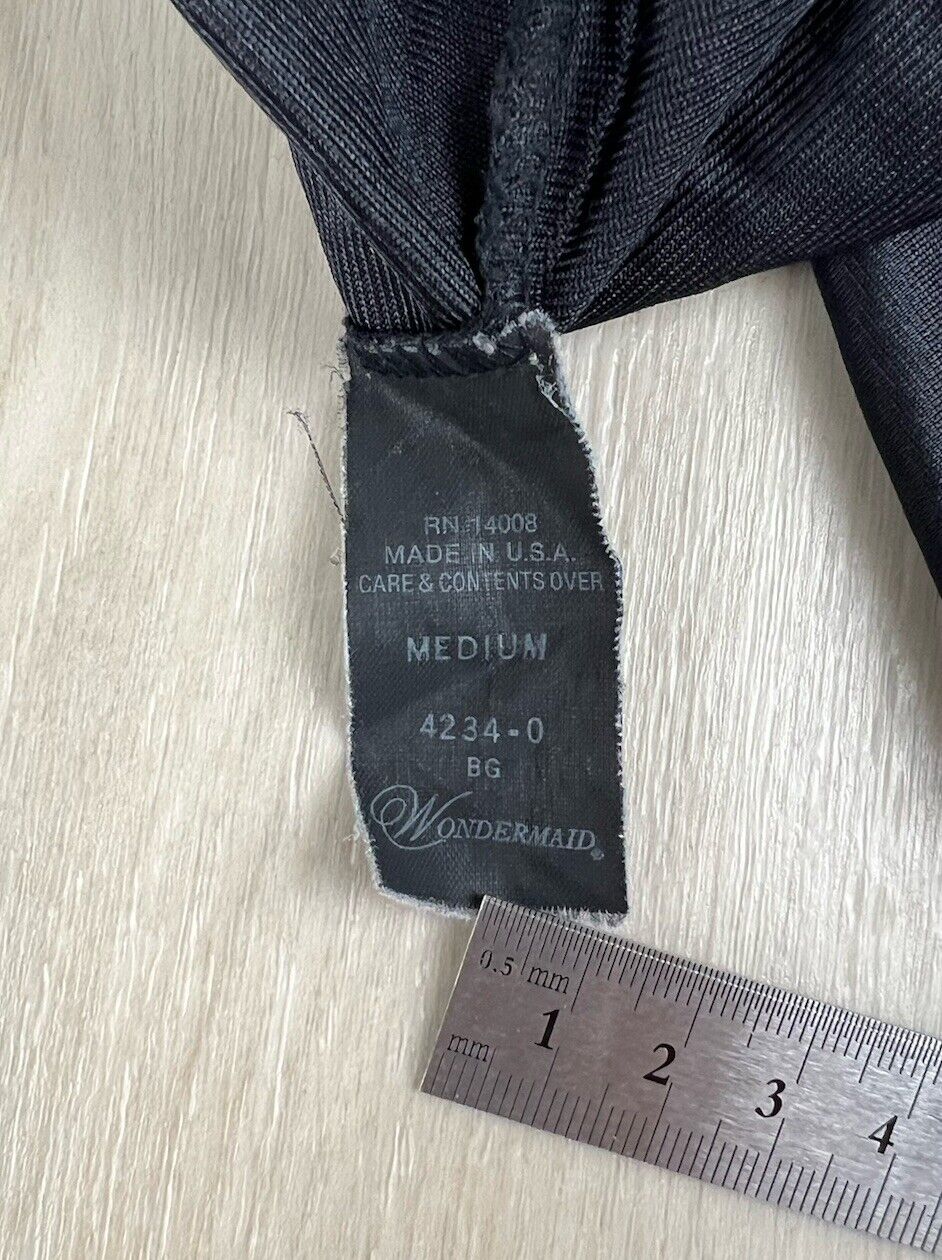 RN 14008
MADE IN U.S.A.
CARE & CONTENTS OVER
MEDIUM
4234-0
BG
WONDERMAID
0.5 mm
mm
1 2 3 4